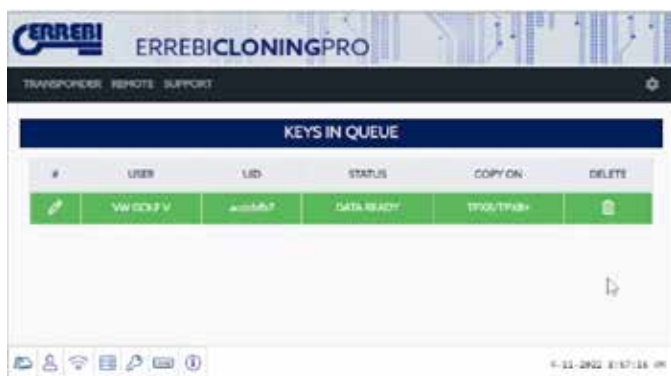 ERREBI
ERREBICLONINGPRO
TRANSPONDER REMOTE SUPPORT
KEYS IN QUEUE
# USER UID STATUS COPY ON DELETE
VW GOLF V DATA READY